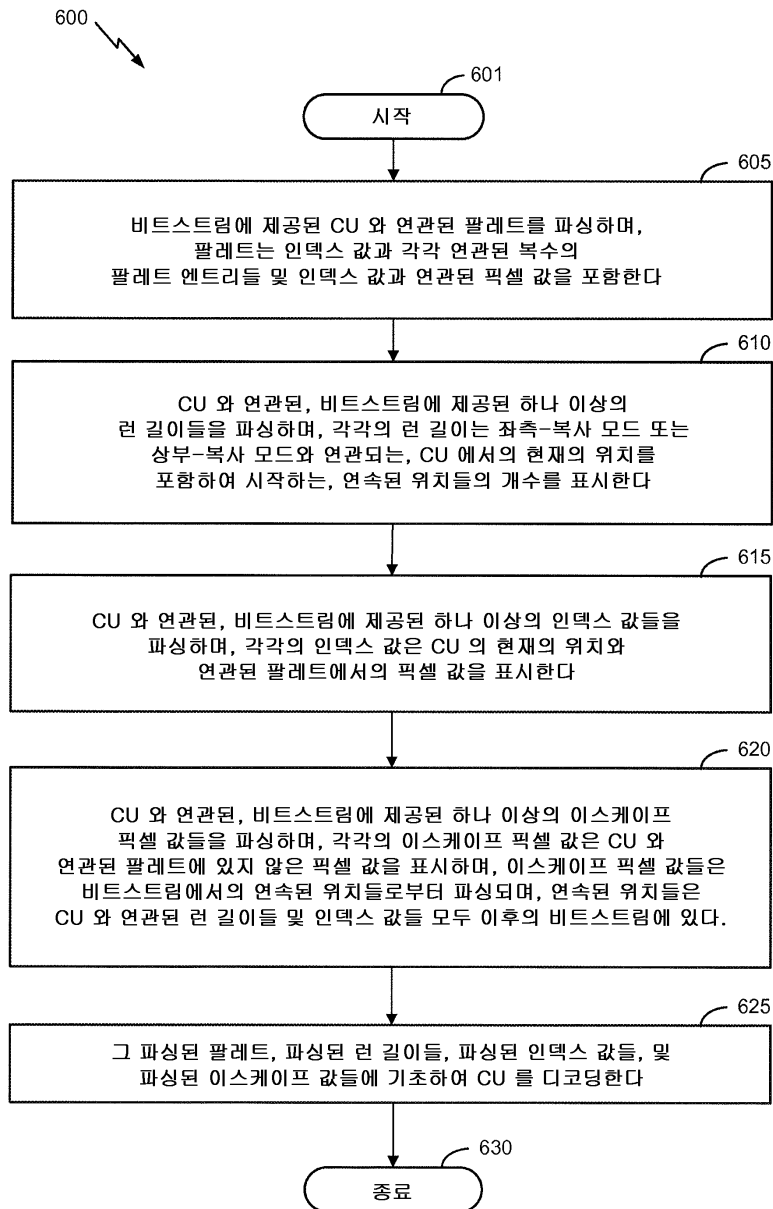 600
601
시작
605
비트스트림에 제공된 CU 와 연관된 팔레트를 파싱하며,
팔레트는 인덱스 값과 각각 연관된 복수의
팔레트 엔트리들 및 인덱스 값과 연관된 픽셀 값을 포함한다
610
CU 와 연관된, 비트스트림에 제공된 하나 이상의
런 길이들을 파싱하며, 각각의 런 길이는 좌측-복사 모드 또는
상부-복사 모드와 연관되는, CU 에서의 현재의 위치를
포함하여 시작하는, 연속된 위치들의 개수를 표시한다
615
CU 와 연관된, 비트스트림에 제공된 하나 이상의 인덱스 값들을
파싱하며, 각각의 인덱스 값은 CU 의 현재의 위치와
연관된 팔레트에서의 픽셀 값을 표시한다
620
CU 와 연관된, 비트스트림에 제공된 하나 이상의 이스케이프
픽셀 값들을 파싱하며, 각각의 이스케이프 픽셀 값은 CU 와
연관된 팔레트에 있지 않은 픽셀 값을 표시하며, 이스케이프 픽셀 값들은
비트스트림에서의 연속된 위치들로부터 파싱되며, 연속된 위치들은
CU 와 연관된 런 길이들 및 인덱스 값들 모두 이후의 비트스트림에 있다.
625
그 파싱된 팔레트, 파싱된 런 길이들, 파싱된 인덱스 값들, 및
파싱된 이스케이프 값들에 기초하여 CU 를 디코딩한다
630
종료